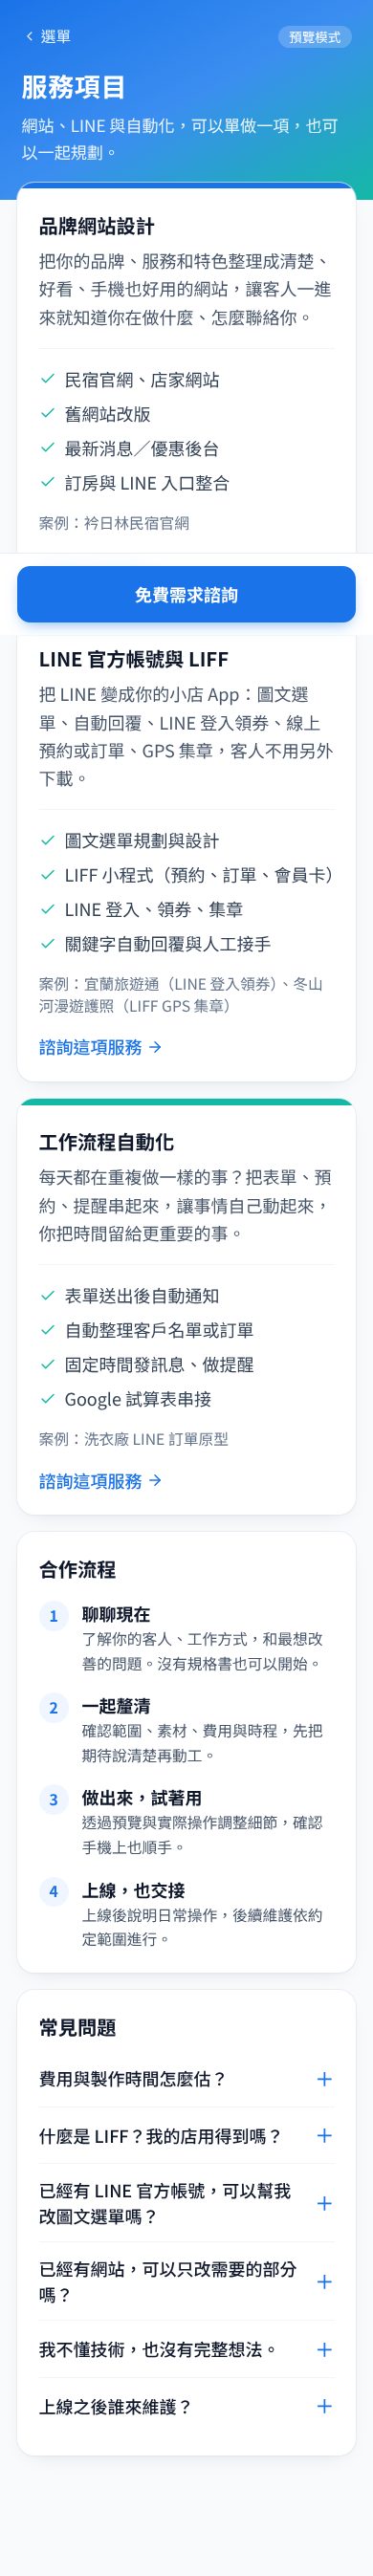 選單
預覽模式
服務項目
網站、LINE 與自動化，可以單做一項，也可
以一起規劃。
品牌網站設計
把你的品牌、服務和特色整理成清楚、
好看、手機也好用的網站，讓客人一進
來就知道你在做什麼、怎麼聯絡你。
民宿官網、店家網站
舊網站改版
最新消息／優惠後台
訂房與 LINE 入口整合
案例：衿日林民宿官網
免費需求諮詢
LINE 官方帳號與 LIFF
把 LINE 變成你的小店 App：圖文選
單、自動回覆、LINE 登入領券、線上
預約或訂單、GPS 集章，客人不用另外
下載。
圖文選單規劃與設計
LIFF 小程式（預約、訂單、會員卡）
LINE 登入、領券、集章
關鍵字自動回覆與人工接手
案例：宜蘭旅遊通（LINE 登入領券）、冬山
河漫遊護照（LIFF GPS 集章）
諮詢這項服務
工作流程自動化
每天都在重複做一樣的事？把表單、預
約、提醒串起來，讓事情自己動起來，
你把時間留給更重要的事。
表單送出後自動通知
自動整理客戶名單或訂單
固定時間發訊息、做提醒
Google 試算表串接
案例：洗衣廠 LINE 訂單原型
諮詢這項服務
合作流程
1 聊聊現在
了解你的客人、工作方式，和最想改
善的問題。沒有規格書也可以開始。
2 一起釐清
確認範圍、素材、費用與時程，先把
期待說清楚再動工。
3 做出來，試著用
透過預覽與實際操作調整細節，確認
手機上也順手。
4 上線，也交接
上線後說明日常操作，後續維護依約
定範圍進行。
常見問題
費用與製作時間怎麼估？
什麼是 LIFF？我的店用得到嗎？
已經有 LINE 官方帳號，可以幫我
改圖文選單嗎？
已經有網站，可以只改需要的部分
嗎？
我不懂技術，也沒有完整想法。
上線之後誰來維護？